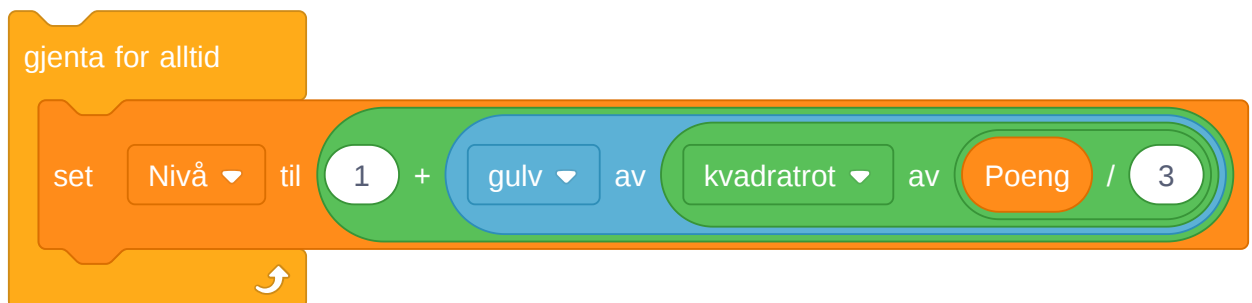 gjenta for alltid
set Nivå til 1 + gulv av kvadratrot av Poeng / 3